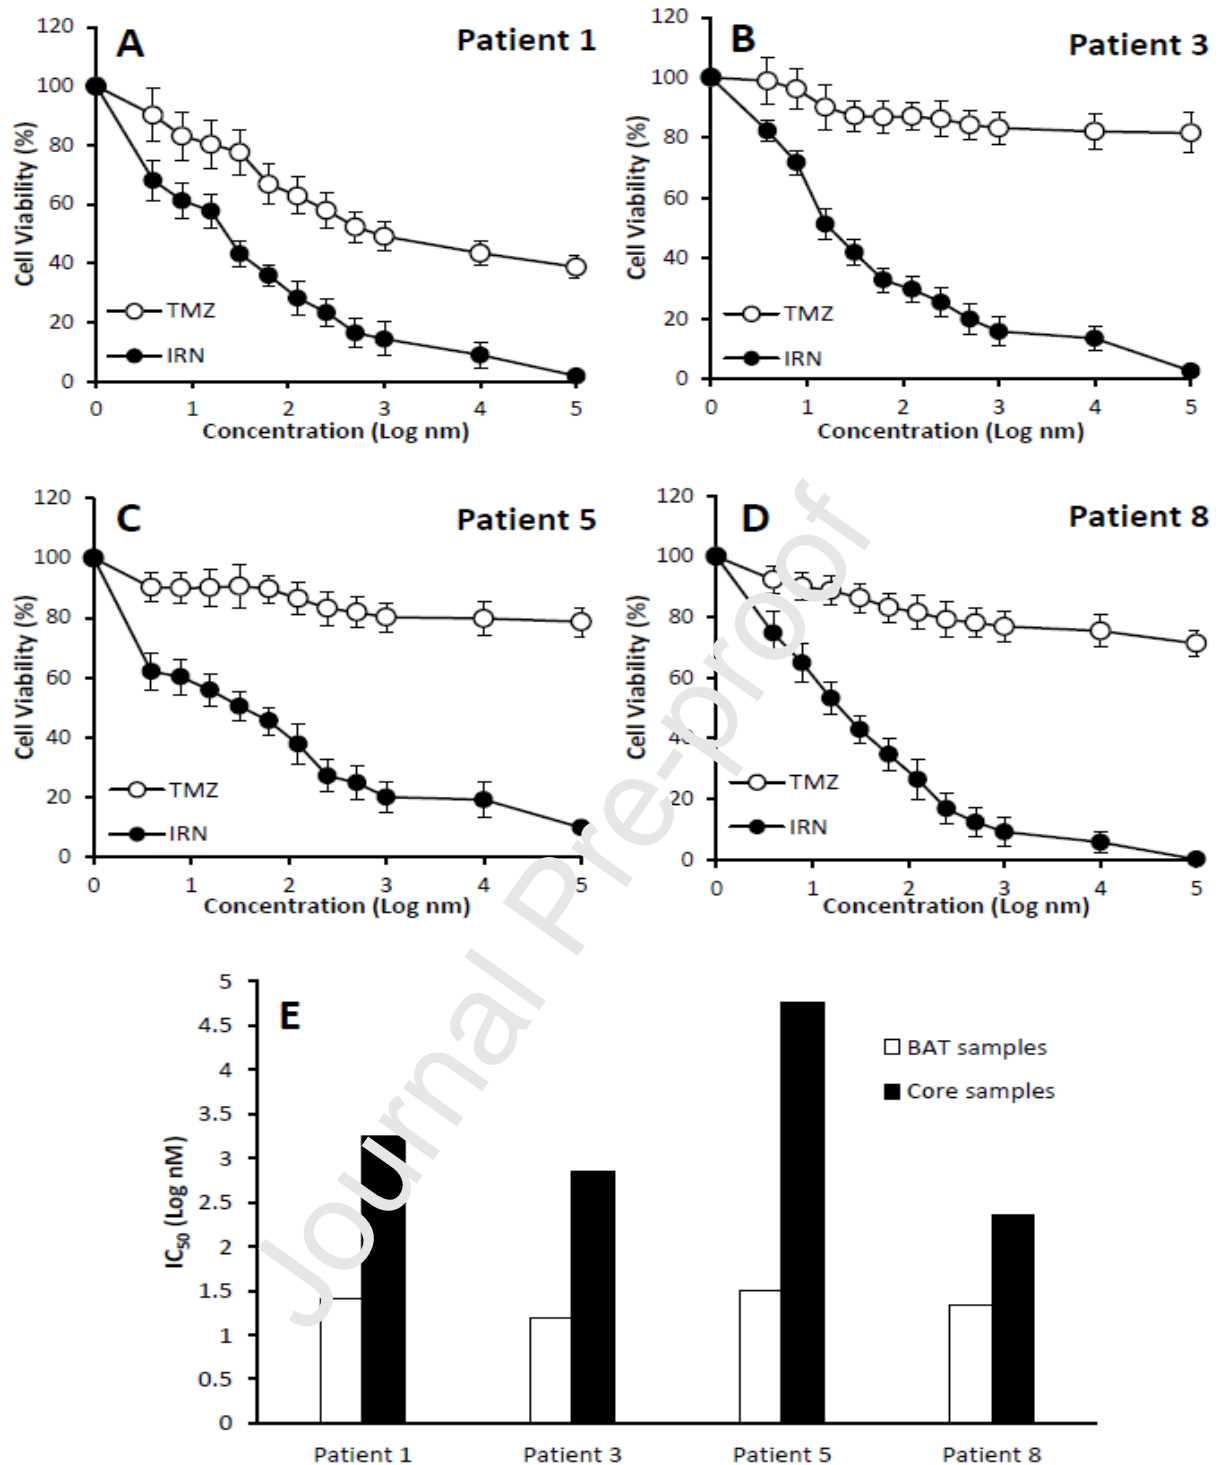 A
Patient 1
120
100
80
60
40
20
0
Cell Viability (%)
TMZ
IRN
0 1 2 3 4 5
Concentration (Log nm)
B
Patient 3
120
100
80
60
40
20
0
Cell Viability (%)
TMZ
IRN
0 1 2 3 4 5
Concentration (Log nm)
C
Patient 5
120
100
80
60
40
20
0
Cell Viability (%)
TMZ
IRN
0 1 2 3 4 5
Concentration (Log nm)
D
Patient 8
120
100
80
60
40
20
0
Cell Viability (%)
TMZ
IRN
0 1 2 3 4 5
Concentration (Log nm)
Journal Pre-proof
E
5
4.5
4
3.5
3
2.5
2
1.5
1
0.5
0
IC50 (Log nM)
BAT samples
Core samples
Patient 1 Patient 3 Patient 5 Patient 8